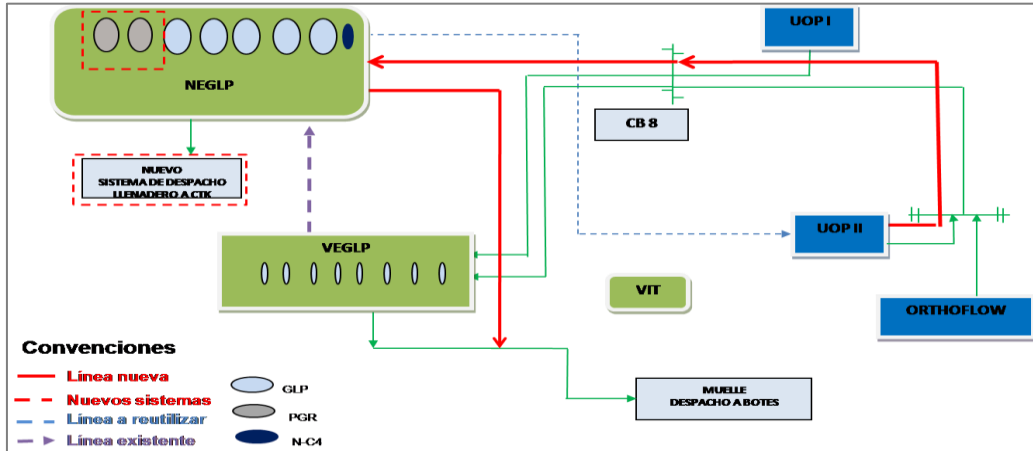 UOP I
NEGLP
CB 8
NUEVO
SISTEMA DE DESPACHO
LLENADERO A CTK
UOP II
VEGLP
VIT
ORTHOFLOW
MUELLE
DESPACHO A BOTES
Convenciones
Línea nueva
Nuevos sistemas
Línea a reutilizar
Línea existente
GLP
PGR
N-C4